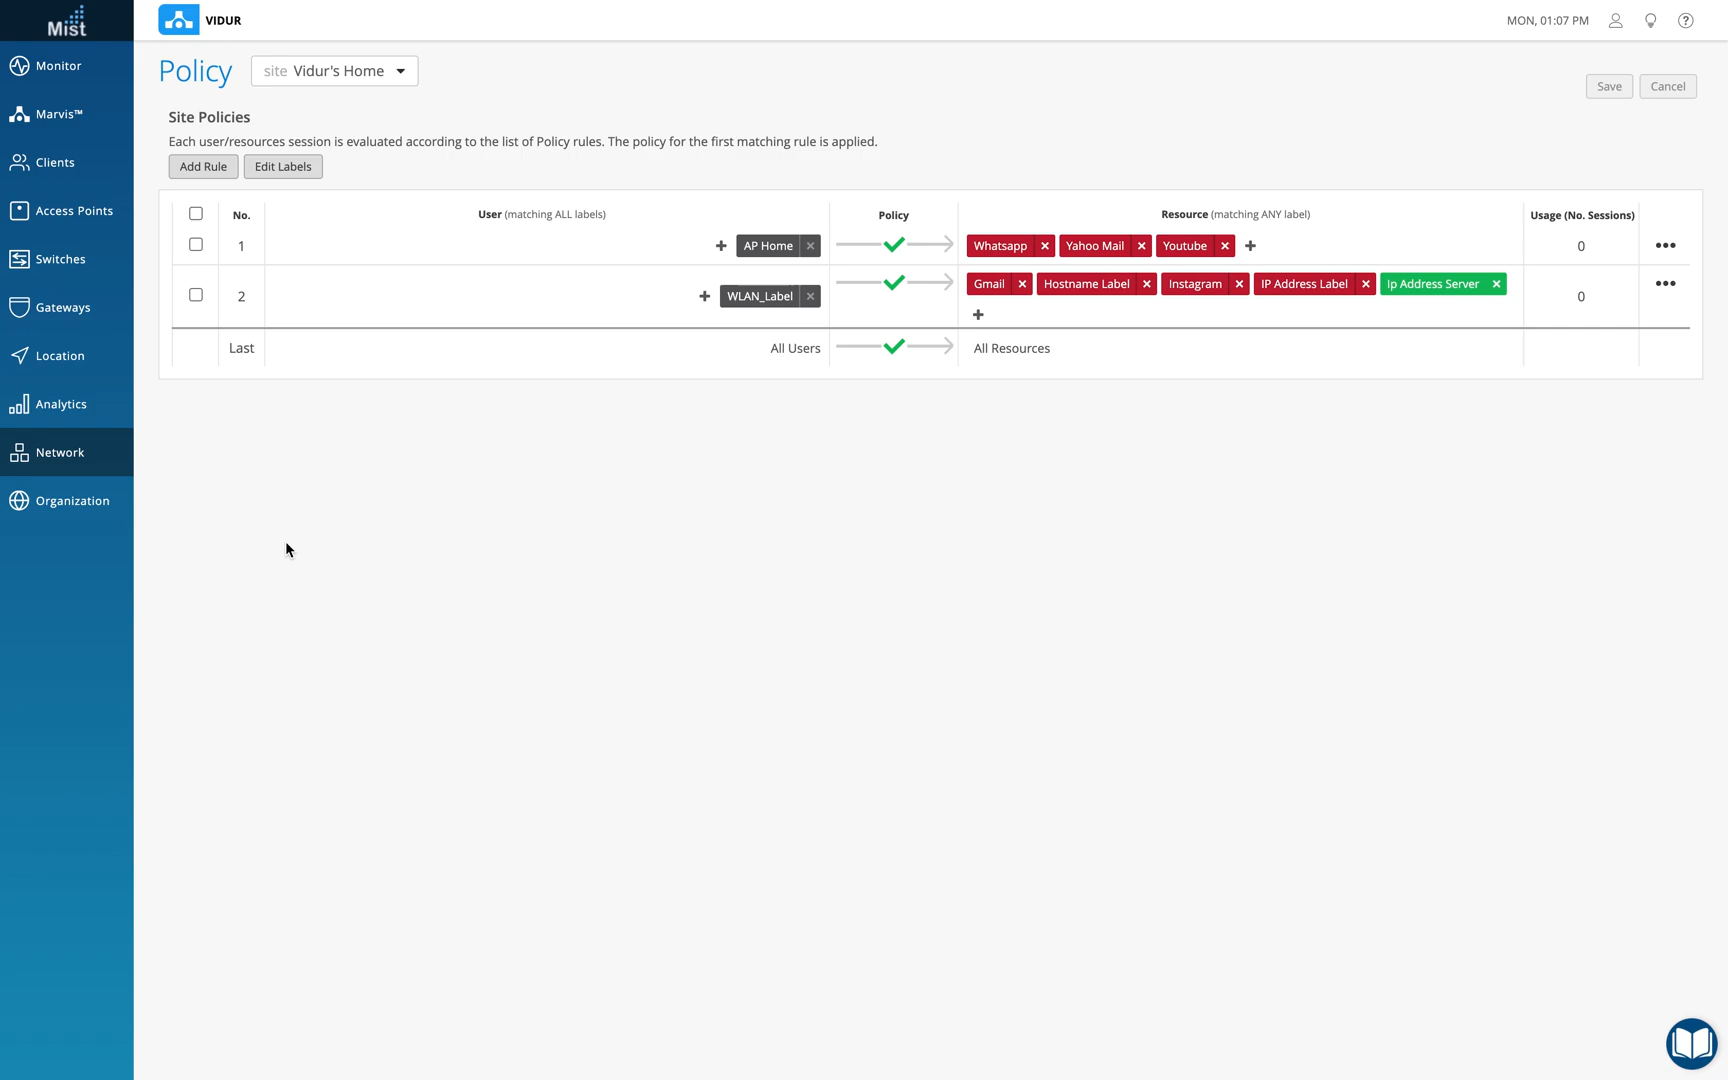 Mist
VIDUR
MON, 01:07 PM
Monitor
Marvis™
Clients
Access Points
Switches
Gateways
Location
Analytics
Network
Organization
Policy
site Vidur's Home
Save
Cancel
Site Policies
Each user/resources session is evaluated according to the list of Policy rules. The policy for the first matching rule is applied.
Add Rule
Edit Labels
No. User (matching ALL labels) Policy Resource (matching ANY label) Usage (No. Sessions)
1 + AP Home × Whatsapp × Yahoo Mail × Youtube × + 0 •••
2 + WLAN_Label × Gmail × Hostname Label × Instagram × IP Address Label × Ip Address Server × 0 •••
+
Last All Users All Resources